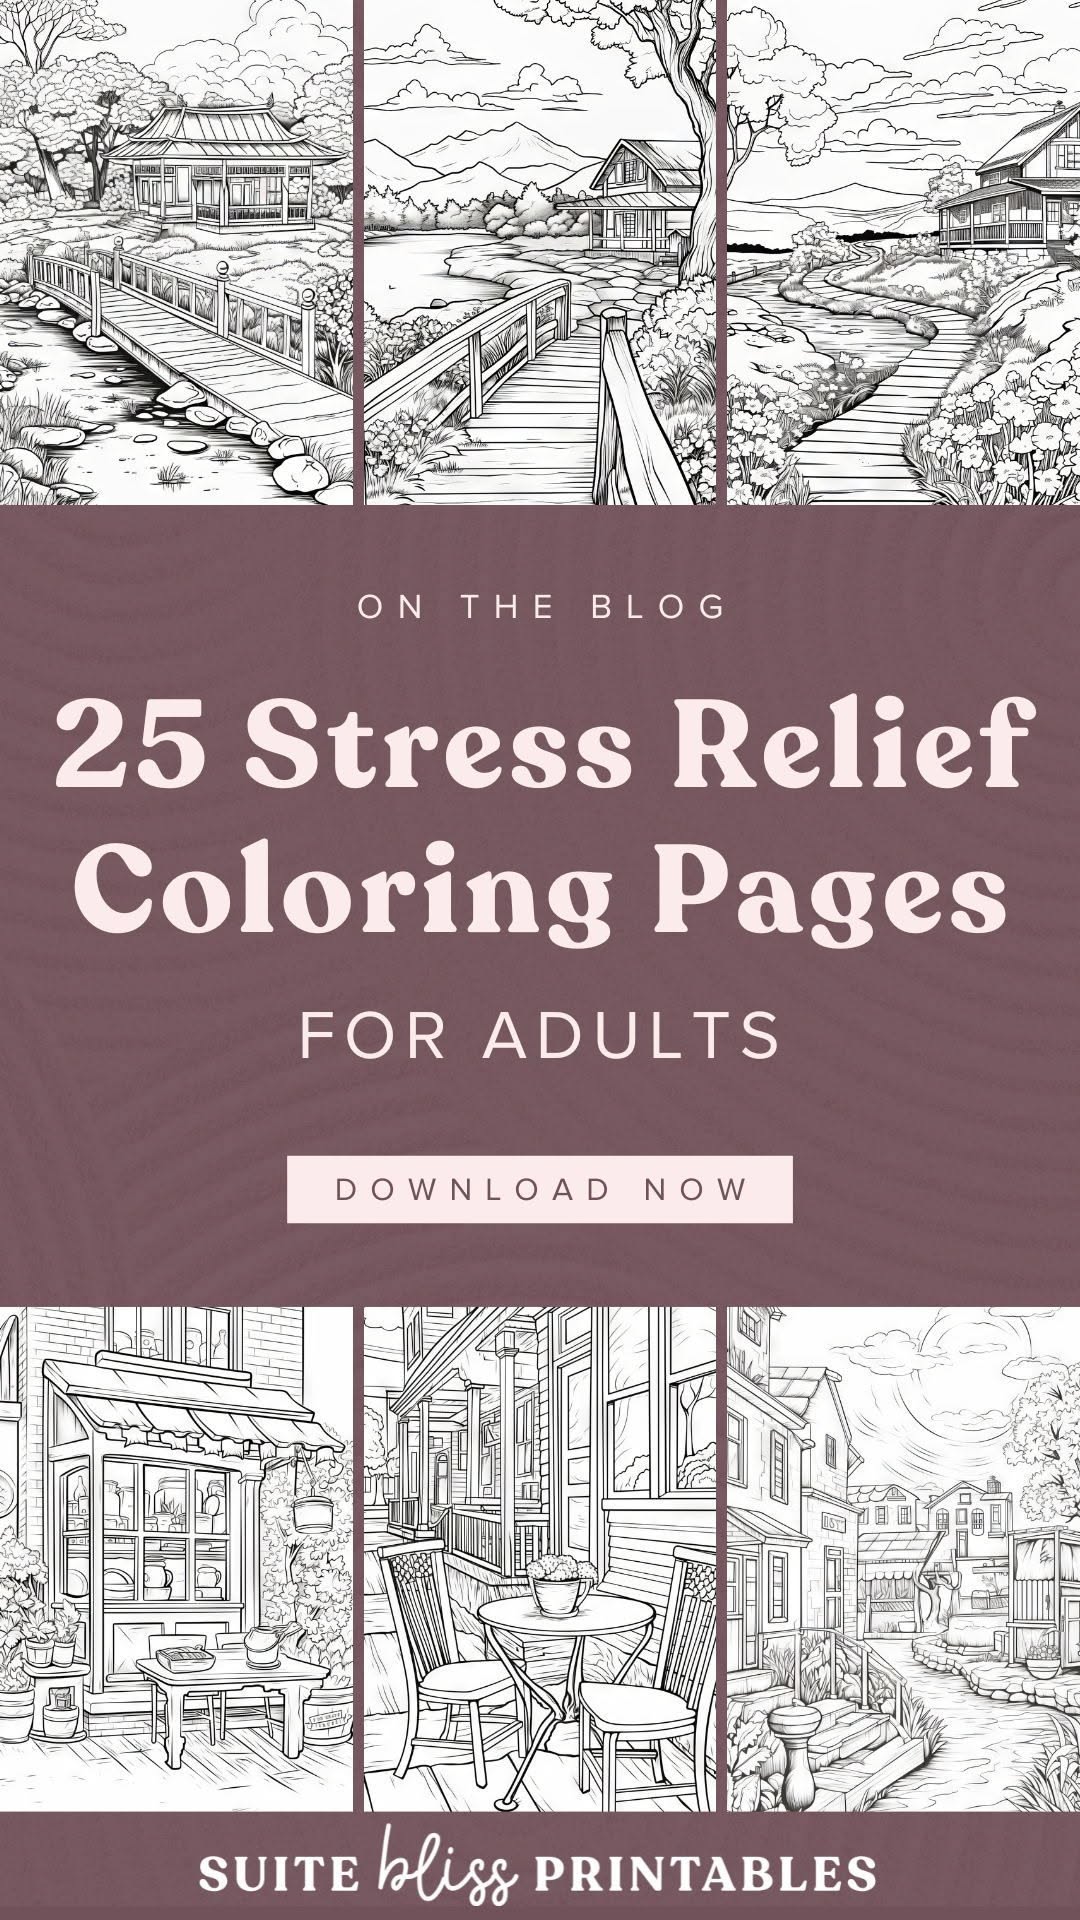 ON THE BLOG
25 Stress Relief
Coloring Pages
FOR ADULTS
DOWNLOAD NOW
SUITE bliss PRINTABLES